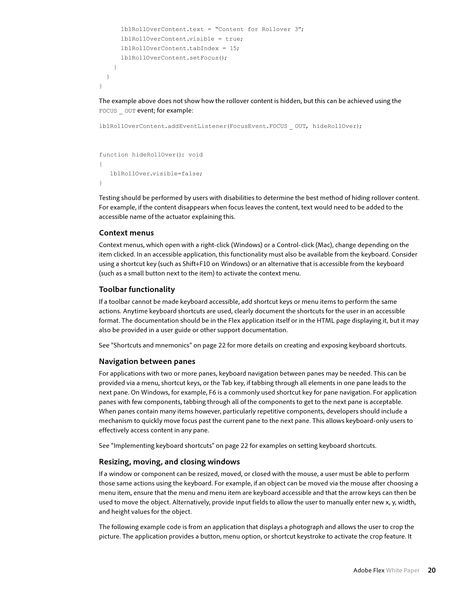 lblRollOverContent.text = "Content for Rollover 3";
lblRollOverContent.visible = true;
lblRollOverContent.tabIndex = 15;
lblRollOverContent.setFocus();
}
}
}
The example above does not show how the rollover content is hidden, but this can be achieved using the
FOCUS _ OUT event; for example:
lblRollOverContent.addEventListener(FocusEvent.FOCUS _ OUT, hideRollOver);
function hideRollOver(): void
{
lblRollOver.visible=false;
}
Testing should be performed by users with disabilities to determine the best method of hiding rollover content.
For example, if the content disappears when focus leaves the content, text would need to be added to the
accessible name of the actuator explaining this.
Context menus
Context menus, which open with a right-click (Windows) or a Control-click (Mac), change depending on the
item clicked. In an accessible application, this functionality must also be available from the keyboard. Consider
using a shortcut key (such as Shift+F10 on Windows) or an alternative that is accessible from the keyboard
(such as a small button next to the item) to activate the context menu.
Toolbar functionality
If a toolbar cannot be made keyboard accessible, add shortcut keys or menu items to perform the same
actions. Anytime keyboard shortcuts are used, clearly document the shortcuts for the user in an accessible
format. The documentation should be in the Flex application itself or in the HTML page displaying it, but it may
also be provided in a user guide or other support documentation.
See "Shortcuts and mnemonics" on page 22 for more details on creating and exposing keyboard shortcuts.
Navigation between panes
For applications with two or more panes, keyboard navigation between panes may be needed. This can be
provided via a menu, shortcut keys, or the Tab key, if tabbing through all elements in one pane leads to the
next pane. On Windows, for example, F6 is a commonly used shortcut key for pane navigation. For application
panes with few components, tabbing through all of the components to get to the next pane is acceptable.
When panes contain many items however, particularly repetitive components, developers should include a
mechanism to quickly move focus past the current pane to the next pane. This allows keyboard-only users to
effectively access content in any pane.
See "Implementing keyboard shortcuts" on page 22 for examples on setting keyboard shortcuts.
Resizing, moving, and closing windows
If a window or component can be resized, moved, or closed with the mouse, a user must be able to perform
those same actions using the keyboard. For example, if an object can be moved via the mouse after choosing a
menu item, ensure that the menu and menu item are keyboard accessible and that the arrow keys can then be
used to move the object. Alternatively, provide input fields to allow the user to manually enter new x, y, width,
and height values for the object.
The following example code is from an application that displays a photograph and allows the user to crop the
picture. The application provides a button, menu option, or shortcut keystroke to activate the crop feature. It
Adobe Flex White Paper 20